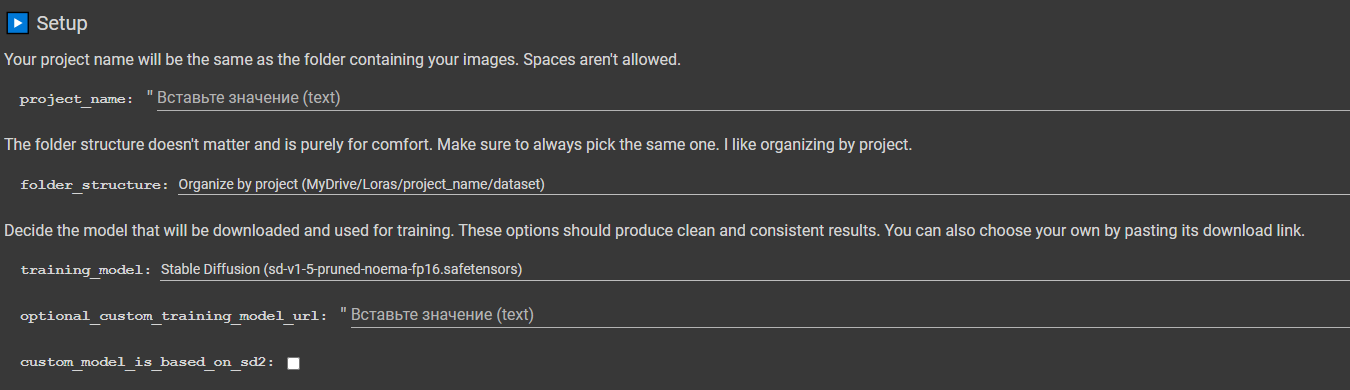 Setup
Your project name will be the same as the folder containing your images. Spaces aren't allowed.
project_name: " Вставьте значение (text)
The folder structure doesn't matter and is purely for comfort. Make sure to always pick the same one. I like organizing by project.
folder_structure: Organize by project (MyDrive/Loras/project_name/dataset)
Decide the model that will be downloaded and used for training. These options should produce clean and consistent results. You can also choose your own by pasting its download link.
training_model: Stable Diffusion (sd-v1-5-pruned-noema-fp16.safetensors)
optional_custom_training_model_url: " Вставьте значение (text)
custom_model_is_based_on_sd2: